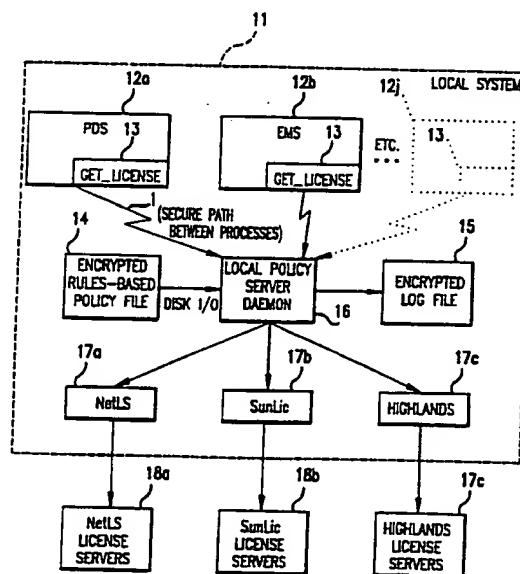 11
12a
12b
12j
LOCAL SYSTEM
PDS
13
GET_LICENSE
EMS
13
GET_LICENSE
ETC.
13
1
(SECURE PATH
BETWEEN PROCESSES)
14
ENCRYPTED
RULES-BASED
POLICY FILE
DISK I/O
LOCAL POLICY
SERVER
DAEMON
16
15
ENCRYPTED
LOG FILE
17a
NetLS
17b
SunLic
17c
HIGHLANDS
18a
NetLS
LICENSE
SERVERS
18b
SunLic
LICENSE
SERVERS
17c
HIGHLANDS
LICENSE
SERVERS